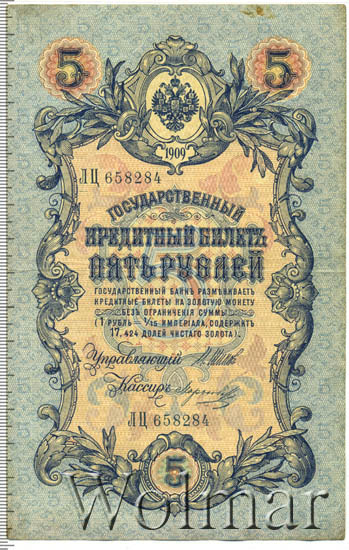 5 5
1909
ЛЦ 658284
ГОСУДАРСТВЕННЫЙ
КРЕДИТНЫЙ БИЛЕТЪ
ПЯТЬ РУБЛЕЙ
ГОСУДАРСТВЕННЫЙ БАНКЪ РАЗМѢНИВАЕТЪ
КРЕДИТНЫЕ БИЛЕТЫ НА ЗОЛОТУЮ МОНЕТУ
БЕЗЪ ОГРАНИЧЕНІЯ СУММЫ
(1 РУБЛЬ = 1/15 ИМПЕРІАЛА, СОДЕРЖИТЪ
17,424 ДОЛЕЙ ЧИСТАГО ЗОЛОТА).
Управляющій
Кассиръ
ЛЦ 658284
5
Wolmar